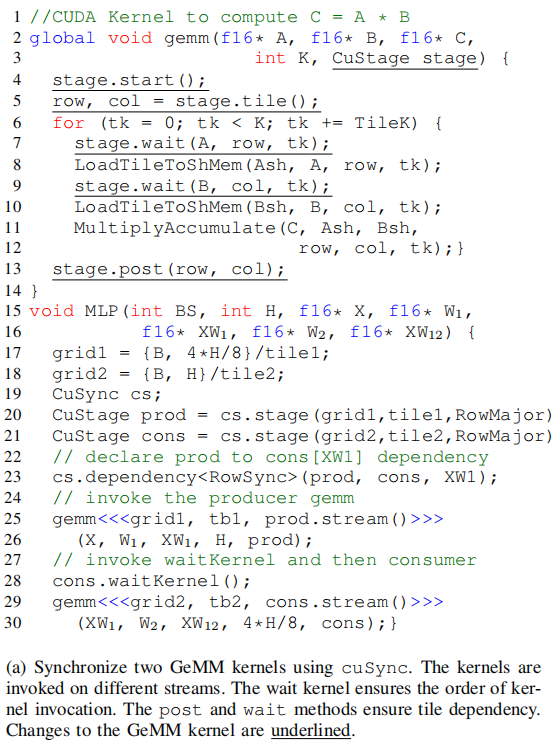 1 //CUDA Kernel to compute C = A * B
2 global void gemm(f16* A, f16* B, f16* C,
3 int K, CuStage stage) {
4 stage.start();
5 row, col = stage.tile();
6 for (tk = 0; tk < K; tk += TileK) {
7 stage.wait(A, row, tk);
8 LoadTileToShMem(Ash, A, row, tk);
9 stage.wait(B, col, tk);
10 LoadTileToShMem(Bsh, B, col, tk);
11 MultiplyAccumulate(C, Ash, Bsh,
12 row, col, tk);}
13 stage.post(row, col);
14 }
15 void MLP(int BS, int H, f16* X, f16* W₁,
16 f16* XW₁, f16* W₂, f16* XW₁₂) {
17 grid1 = {B, 4*H/8}/tile1;
18 grid2 = {B, H}/tile2;
19 CuSync cs;
20 CuStage prod = cs.stage(grid1,tile1,RowMajor)
21 CuStage cons = cs.stage(grid2,tile2,RowMajor)
22 // declare prod to cons[XW1] dependency
23 cs.dependency<RowSync>(prod, cons, XW1);
24 // invoke the producer gemm
25 gemm<<<grid1, tb1, prod.stream()>>>
26 (X, W₁, XW₁, H, prod);
27 // invoke waitKernel and then consumer
28 cons.waitKernel();
29 gemm<<<grid2, tb2, cons.stream()>>>
30 (XW₁, W₂, XW₁₂, 4*H/8, cons);}
(a) Synchronize two GeMM kernels using cuSync. The kernels are
invoked on different streams. The wait kernel ensures the order of ker-
nel invocation. The post and wait methods ensure tile dependency.
Changes to the GeMM kernel are underlined.